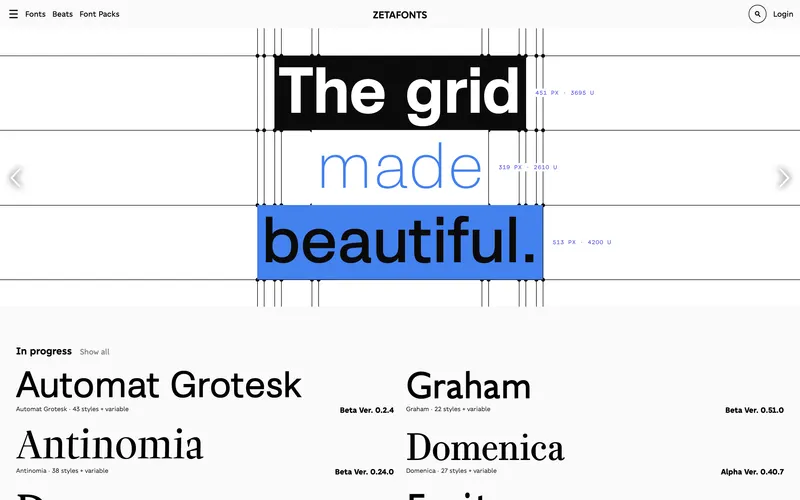 Fonts Beats Font Packs ZETAFONTS Login
The grid
451 PX · 3695 U
made
319 PX · 2610 U
beautiful.
513 PX · 4200 U
In progress Show all
Automat Grotesk
Automat Grotesk · 43 styles + variable Beta Ver. 0.2.4
Graham
Graham · 22 styles + variable Beta Ver. 0.51.0
Antinomia
Antinomia · 38 styles + variable Beta Ver. 0.24.0
Domenica
Domenica · 27 styles + variable Alpha Ver. 0.40.7